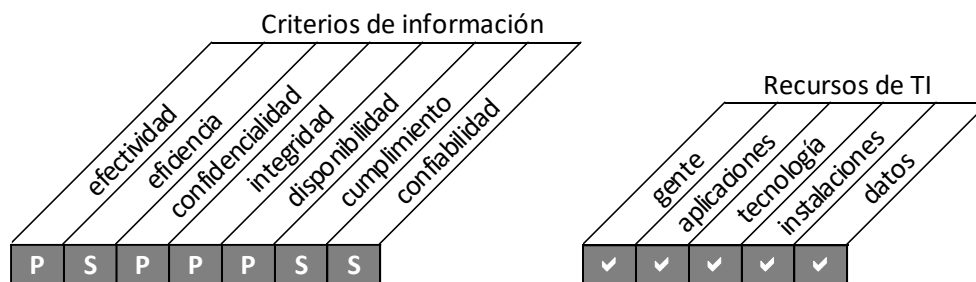 Criterios de información
efectividad
eficiencia
confidencialidad
integridad
disponibilidad
cumplimiento
confiabilidad
P S P P P S S
Recursos de TI
gente
aplicaciones
tecnología
instalaciones
datos